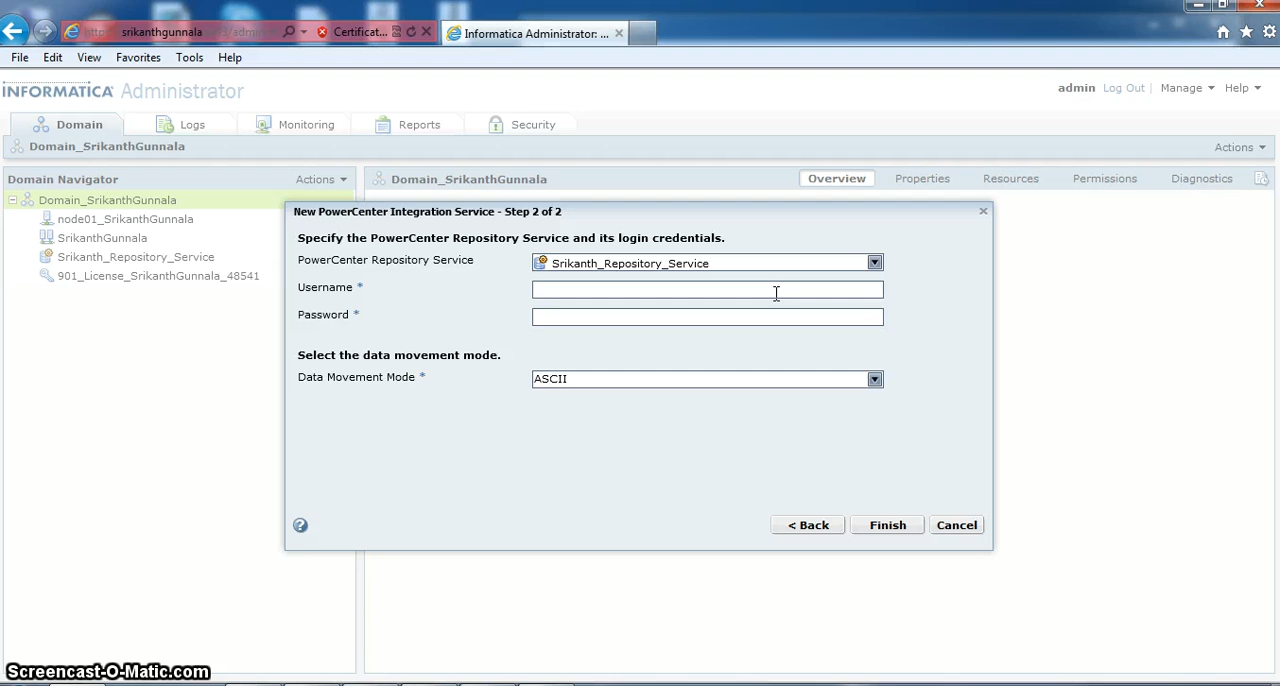 srikanthgunnala
Certificat...
Informatica Administrator: ...
File Edit View Favorites Tools Help
INFORMATICA Administrator
admin Log Out | Manage Help
Domain Logs Monitoring Reports Security
Domain_SrikanthGunnala Actions
Domain Navigator Actions
Domain_SrikanthGunnala Overview Properties Resources Permissions Diagnostics
Domain_SrikanthGunnala
node01_SrikanthGunnala
SrikanthGunnala
Srikanth_Repository_Service
901_License_SrikanthGunnala_48541
New PowerCenter Integration Service - Step 2 of 2
Specify the PowerCenter Repository Service and its login credentials.
PowerCenter Repository Service Srikanth_Repository_Service
Username *
Password *
Select the data movement mode.
Data Movement Mode * ASCII
< Back Finish Cancel
Screencast-O-Matic.com